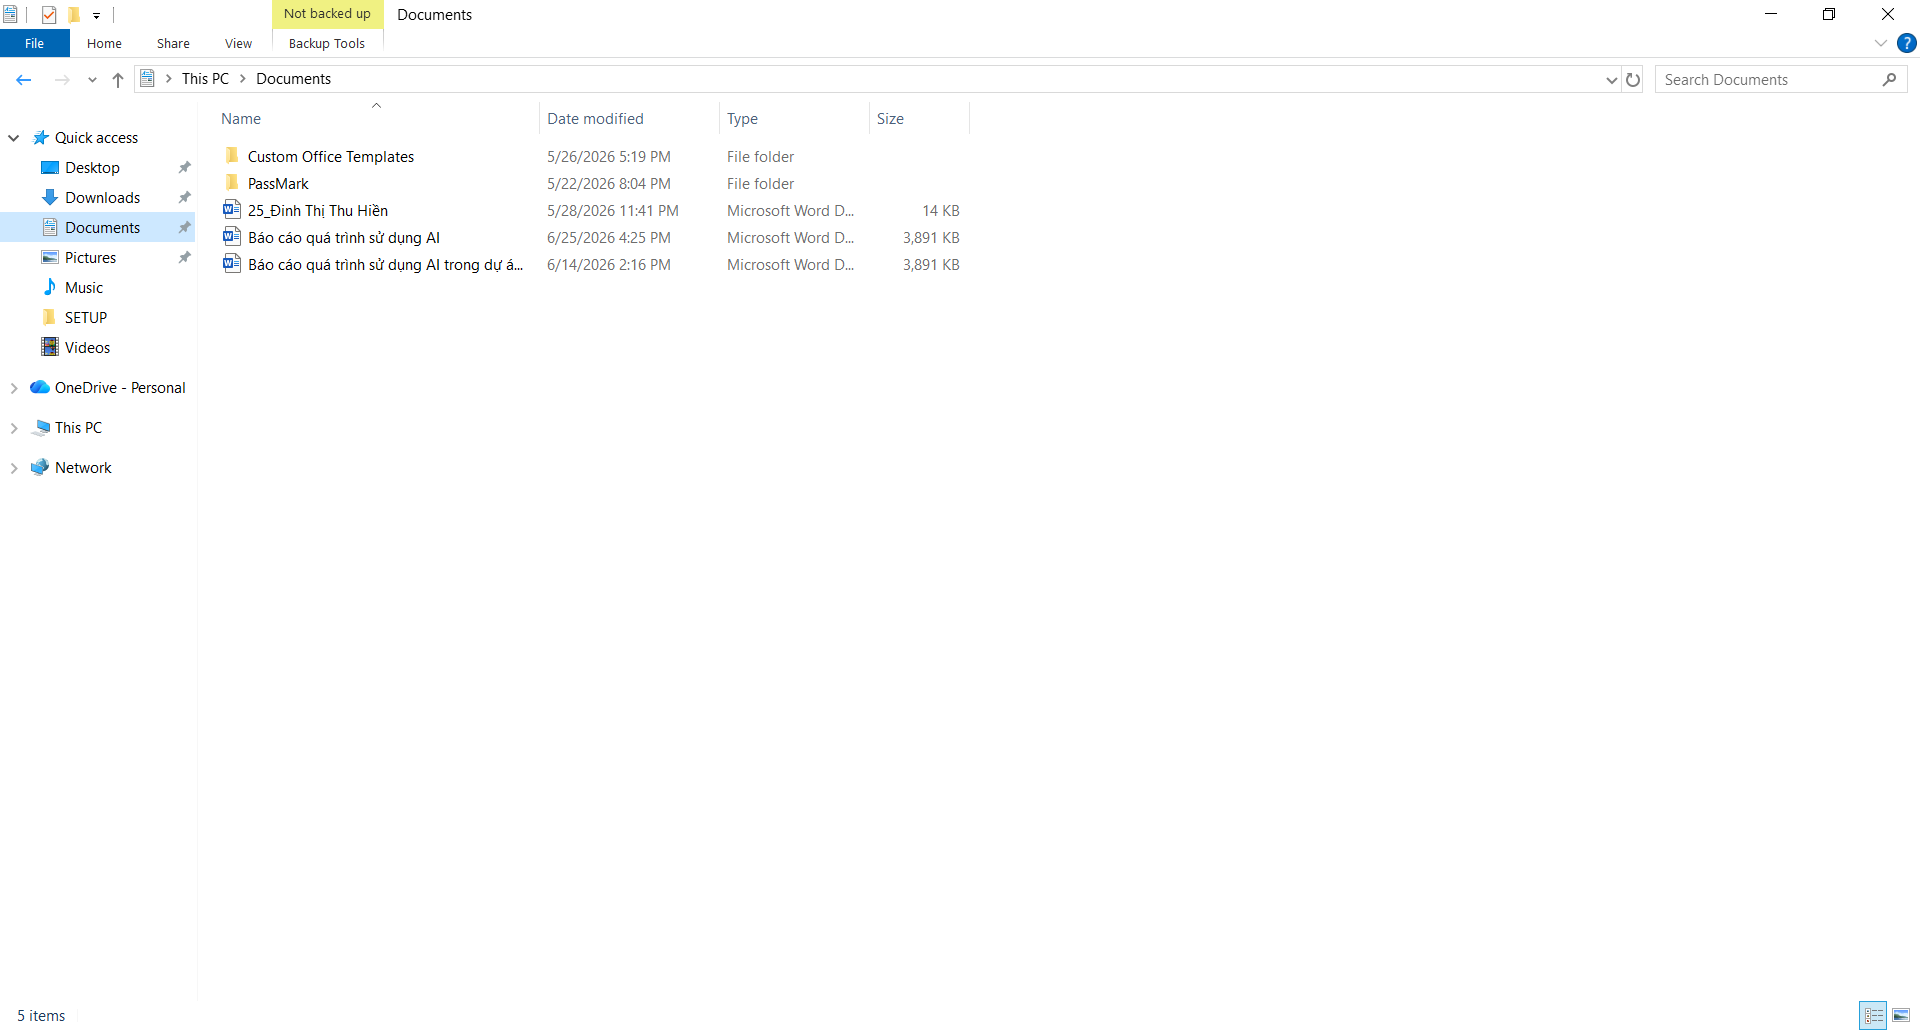 Not backed up Documents
File Home Share View Backup Tools
This PC Documents
Search Documents
Name Date modified Type Size
Quick access
Desktop
Downloads
Documents
Pictures
Music
SETUP
Videos
OneDrive - Personal
This PC
Network
Custom Office Templates 5/26/2026 5:19 PM File folder
PassMark 5/22/2026 8:04 PM File folder
25_Đinh Thị Thu Hiền 5/28/2026 11:41 PM Microsoft Word D... 14 KB
Báo cáo quá trình sử dụng AI 6/25/2026 4:25 PM Microsoft Word D... 3,891 KB
Báo cáo quá trình sử dụng AI trong dự á... 6/14/2026 2:16 PM Microsoft Word D... 3,891 KB
5 items